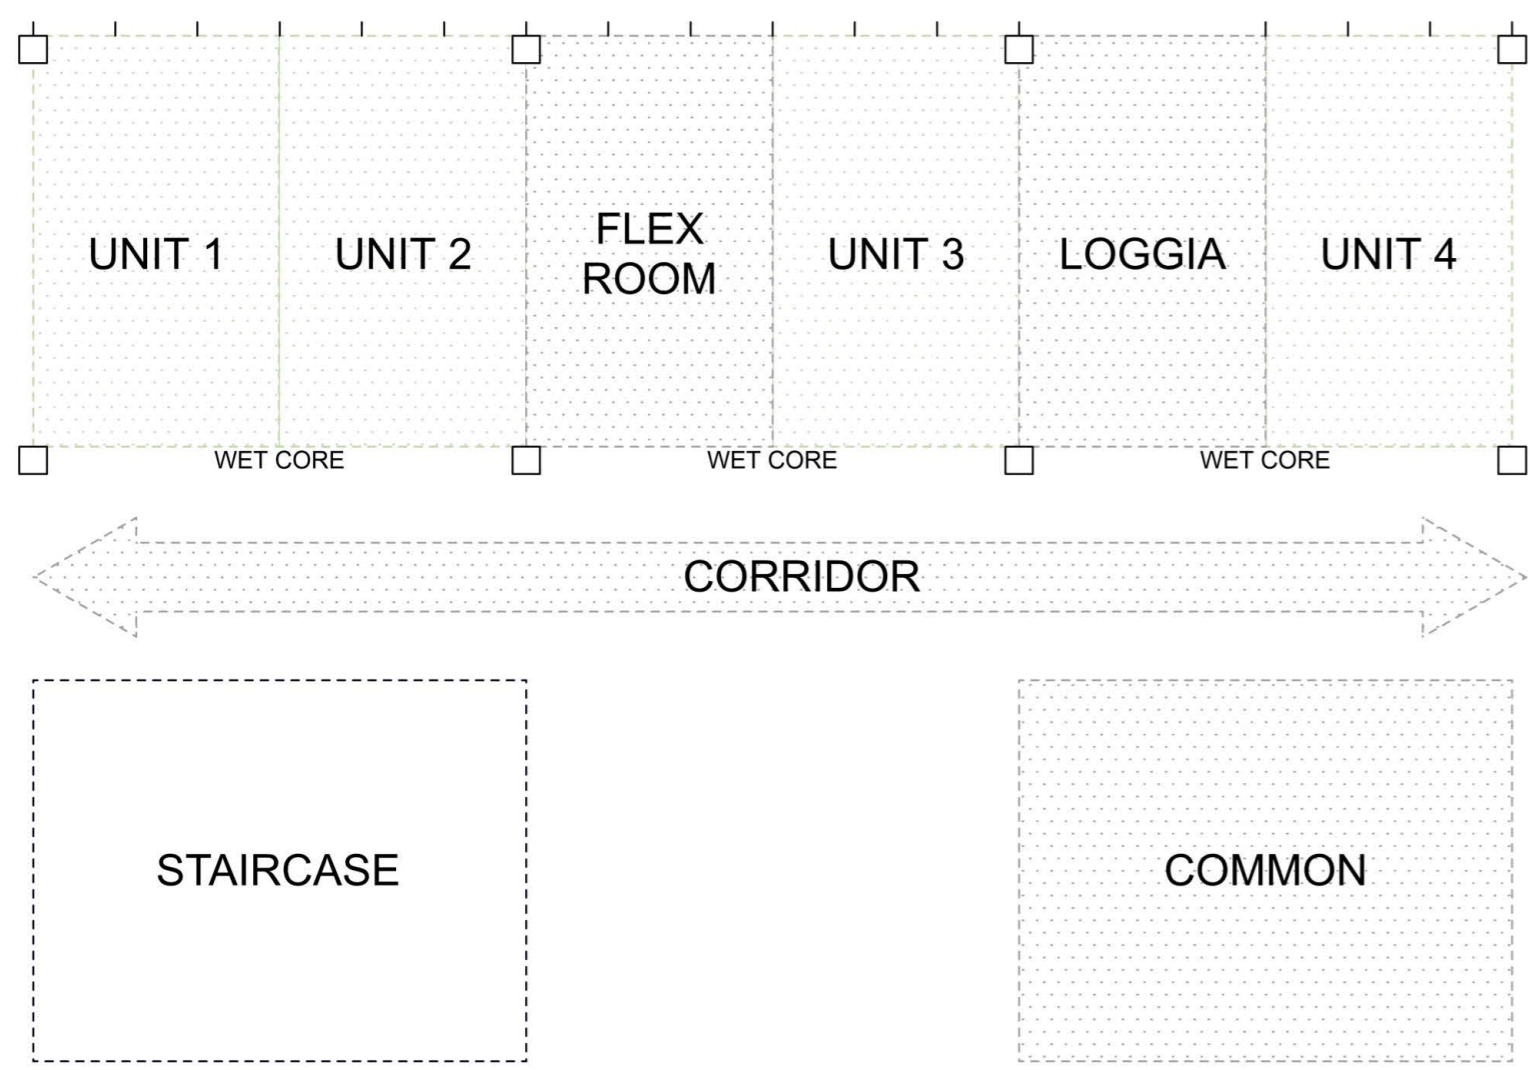 UNIT 1
UNIT 2
FLEX
ROOM
UNIT 3
LOGGIA
UNIT 4
WET CORE
WET CORE
WET CORE
CORRIDOR
STAIRCASE
COMMON